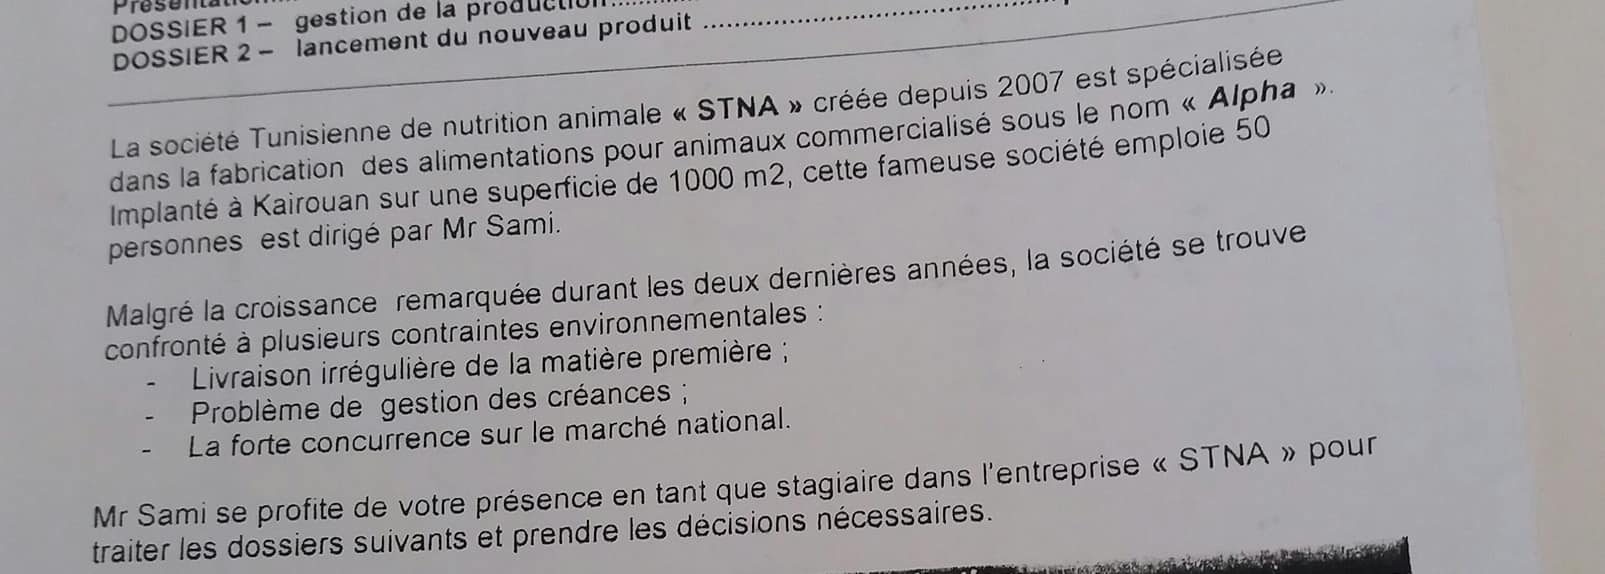 DOSSIER 1 – gestion de la production..........
DOSSIER 2 – lancement du nouveau produit ..........
La société Tunisienne de nutrition animale « STNA » créée depuis 2007 est spécialisée
dans la fabrication des alimentations pour animaux commercialisé sous le nom « Alpha ».
Implanté à Kairouan sur une superficie de 1000 m2, cette fameuse société emploie 50
personnes est dirigé par Mr Sami.
Malgré la croissance remarquée durant les deux dernières années, la société se trouve
confronté à plusieurs contraintes environnementales :
- Livraison irrégulière de la matière première ;
- Problème de gestion des créances ;
- La forte concurrence sur le marché national.
Mr Sami se profite de votre présence en tant que stagiaire dans l'entreprise « STNA » pour
traiter les dossiers suivants et prendre les décisions nécessaires.